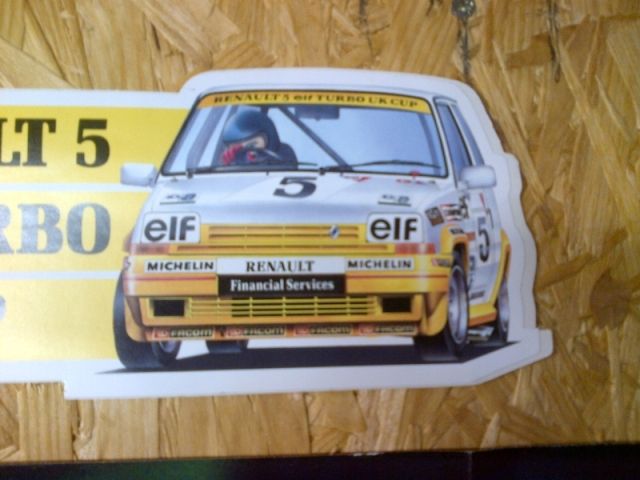 LT 5
RBO
RENAULT 5 elf TURBO UK CUP
5
elf elf
MICHELIN RENAULT MICHELIN
Financial Services
FACOM FACOM FACOM FACOM
5